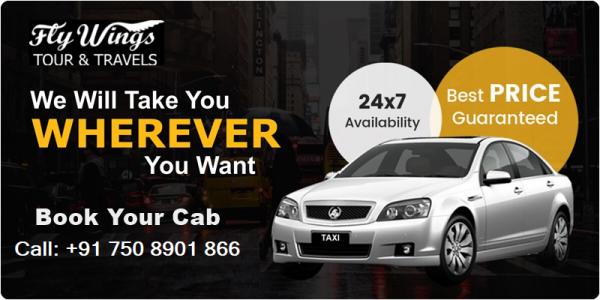 Fly Wings
TOUR & TRAVELS
We Will Take You
WHEREVER
You Want
24x7
Availability
Best PRICE
Guaranteed
Book Your Cab
Call: +91 750 8901 866
TAXI